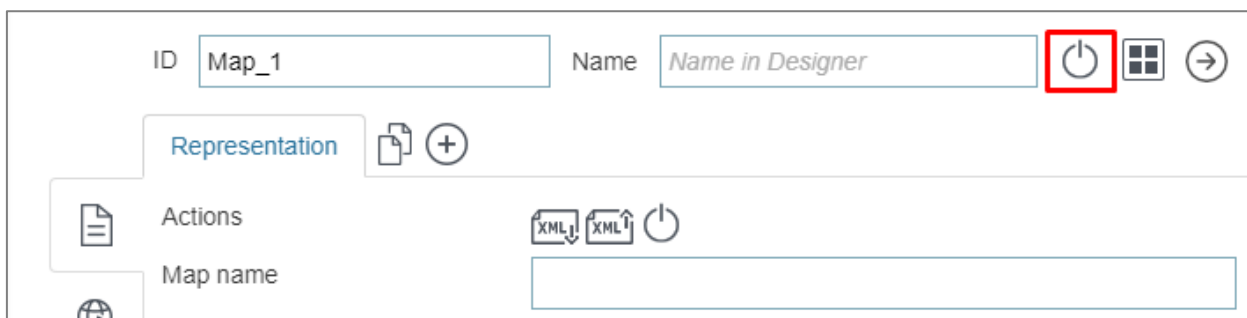 ID Map_1 Name Name in Designer
Representation
Actions XML XML
Map name